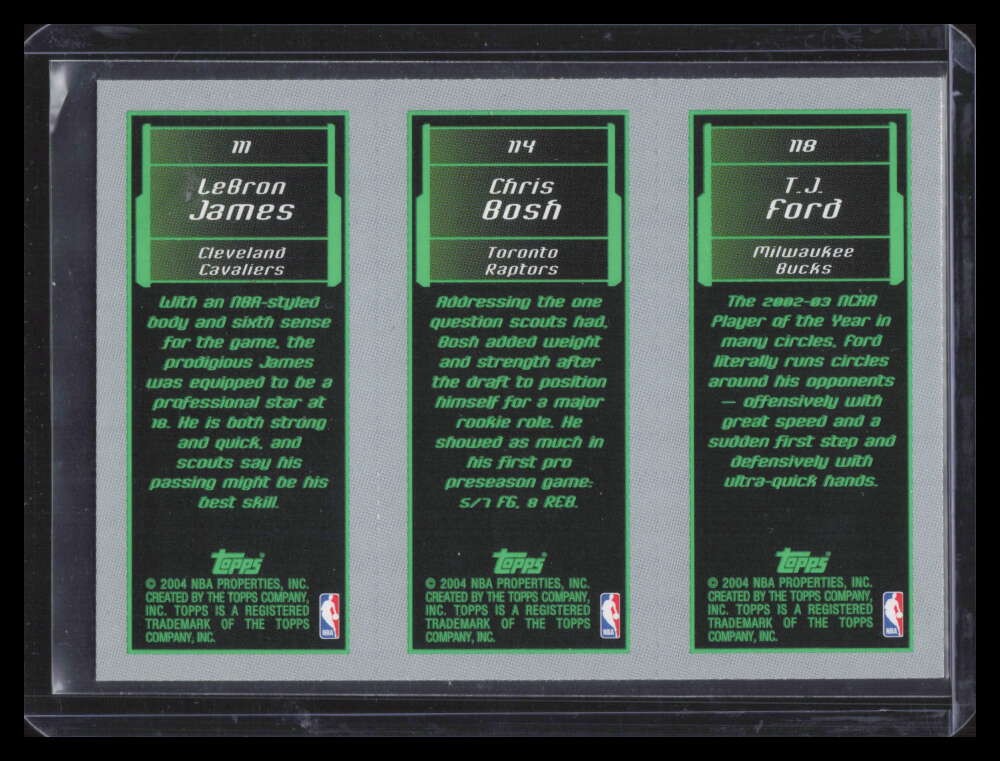 111
LeBron
James
Cleveland
Cavaliers
With an NBA-styled
body and sixth sense
for the game, the
prodigious James
was equipped to be a
professional star at
18. He is both strong
and quick, and
scouts say his
passing might be his
best skill.
Topps®
© 2004 NBA PROPERTIES, INC.
CREATED BY THE TOPPS COMPANY,
INC. TOPPS IS A REGISTERED
TRADEMARK OF THE TOPPS
COMPANY, INC.
NBA
114
Chris
Bosh
Toronto
Raptors
Addressing the one
question scouts had,
Bosh added weight
and strength after
the draft to position
himself for a major
rookie role. He
showed as much in
his first pro
preseason game:
5/7 FG, 8 REB.
Topps®
© 2004 NBA PROPERTIES, INC.
CREATED BY THE TOPPS COMPANY,
INC. TOPPS IS A REGISTERED
TRADEMARK OF THE TOPPS
COMPANY, INC.
NBA
118
T.J.
Ford
Milwaukee
Bucks
The 2002-03 NCAA
Player of the Year in
many circles, Ford
literally runs circles
around his opponents
— offensively with
great speed and a
sudden first step and
defensively with
ultra-quick hands.
Topps®
© 2004 NBA PROPERTIES, INC.
CREATED BY THE TOPPS COMPANY,
INC. TOPPS IS A REGISTERED
TRADEMARK OF THE TOPPS
COMPANY, INC.
NBA